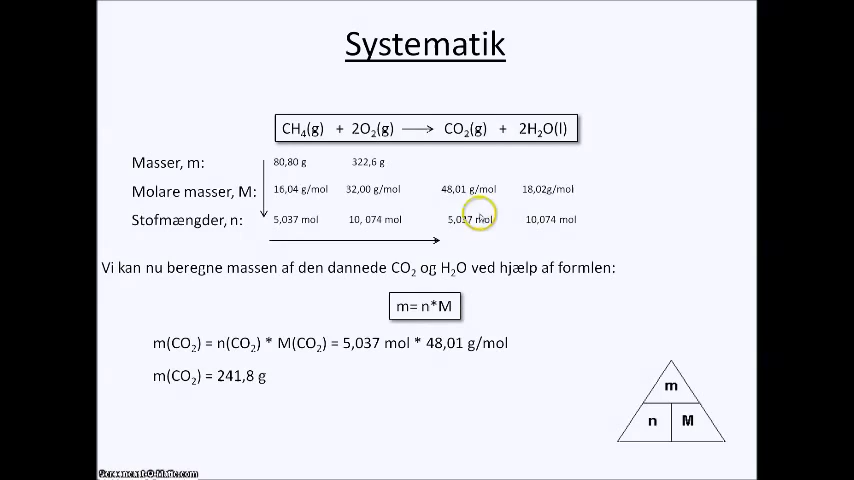 Systematik
CH₄(g) + 2O₂(g) ⟶ CO₂(g) + 2H₂O(l)
Masser, m: 80,80 g 322,6 g
Molare masser, M: 16,04 g/mol 32,00 g/mol 48,01 g/mol 18,02g/mol
Stofmængder, n: 5,037 mol 10, 074 mol 5,037 mol 10,074 mol
Vi kan nu beregne massen af den dannede CO₂ og H₂O ved hjælp af formlen:
m= n*M
m(CO₂) = n(CO₂) * M(CO₂) = 5,037 mol * 48,01 g/mol
m(CO₂) = 241,8 g
m
n M
Screencast-O-Matic.com